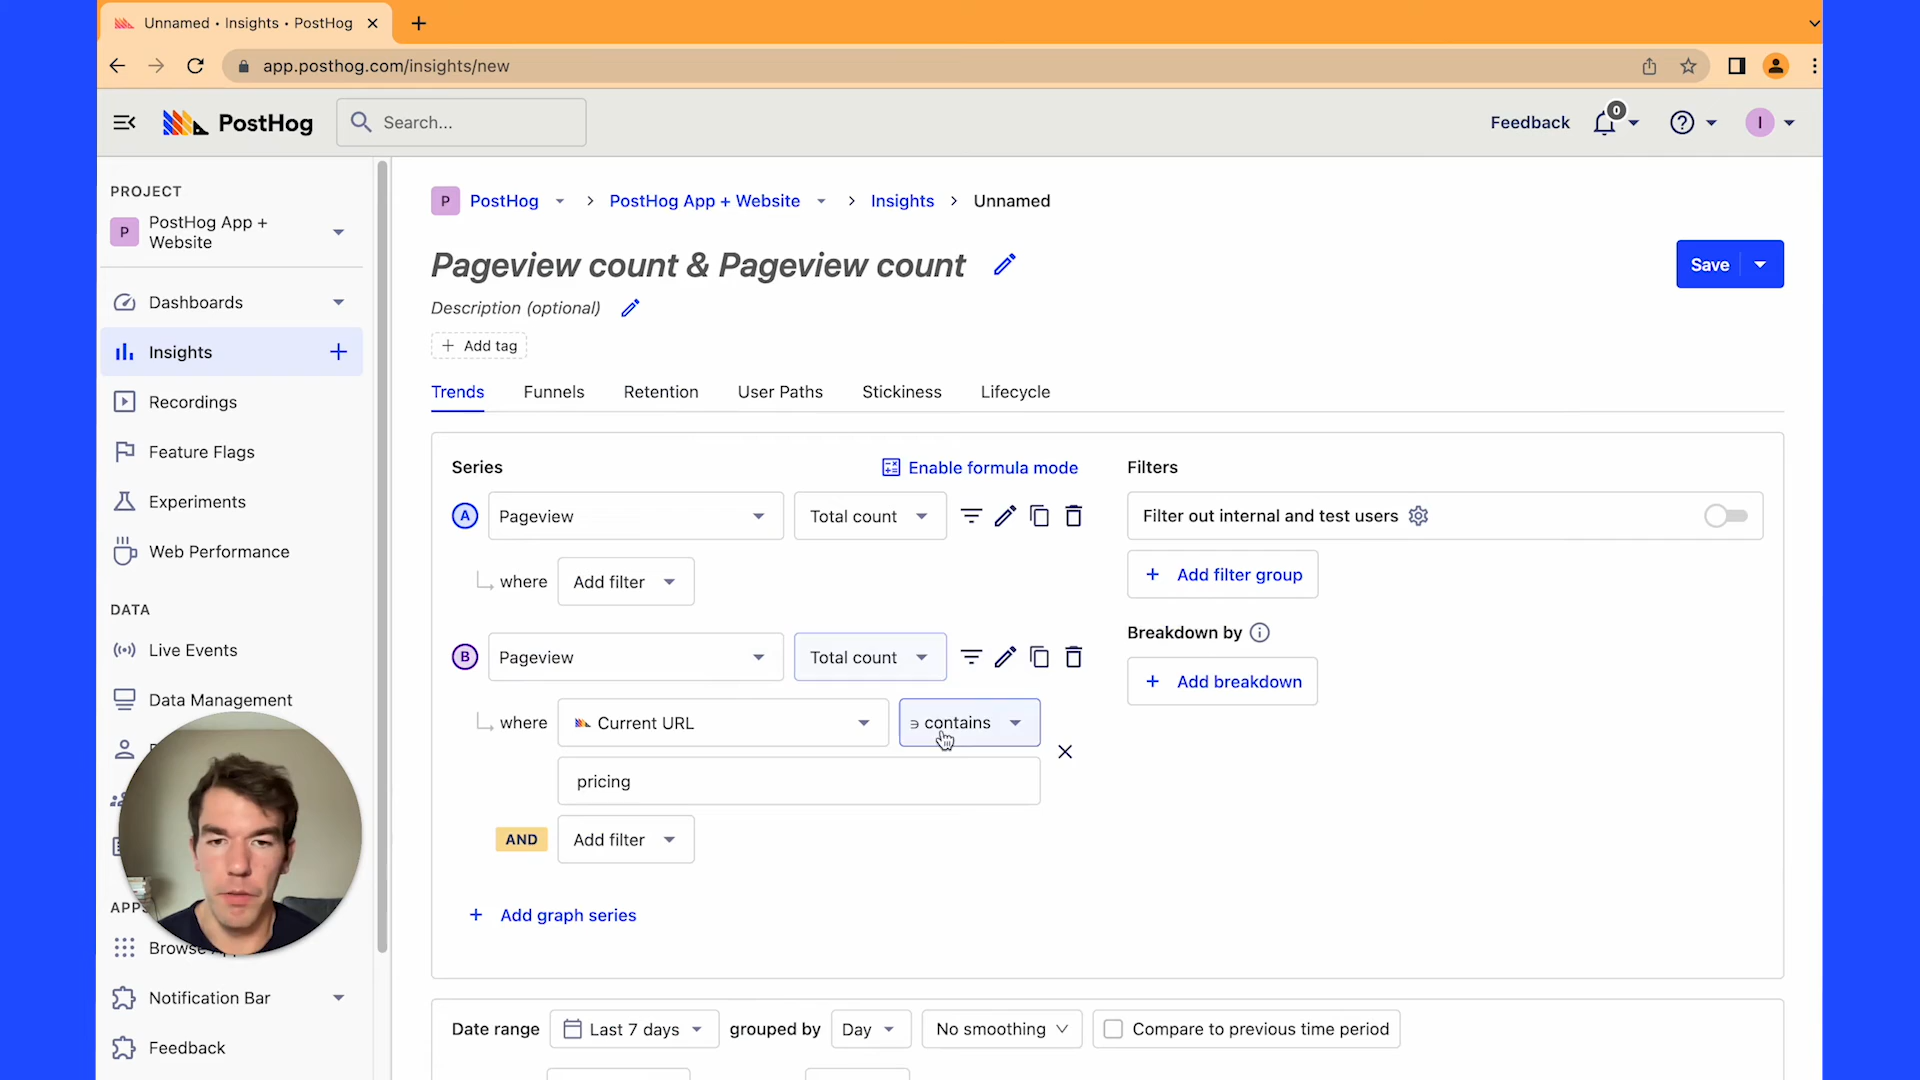 Unnamed • Insights • PostHog
app.posthog.com/insights/new
PostHog
Search...
Feedback
0
I
PROJECT
P
PostHog App +
Website
Dashboards
Insights
Recordings
Feature Flags
Experiments
Web Performance
DATA
Live Events
Data Management
APPS
Browse
Notification Bar
Feedback
P PostHog > PostHog App + Website > Insights > Unnamed
Pageview count & Pageview count
Save
Description (optional)
+ Add tag
Trends Funnels Retention User Paths Stickiness Lifecycle
Series
Enable formula mode
A Pageview Total count
where Add filter
B Pageview Total count
where Current URL ∋ contains
pricing
AND Add filter
+ Add graph series
Filters
Filter out internal and test users
+ Add filter group
Breakdown by
+ Add breakdown
Date range Last 7 days grouped by Day No smoothing Compare to previous time period